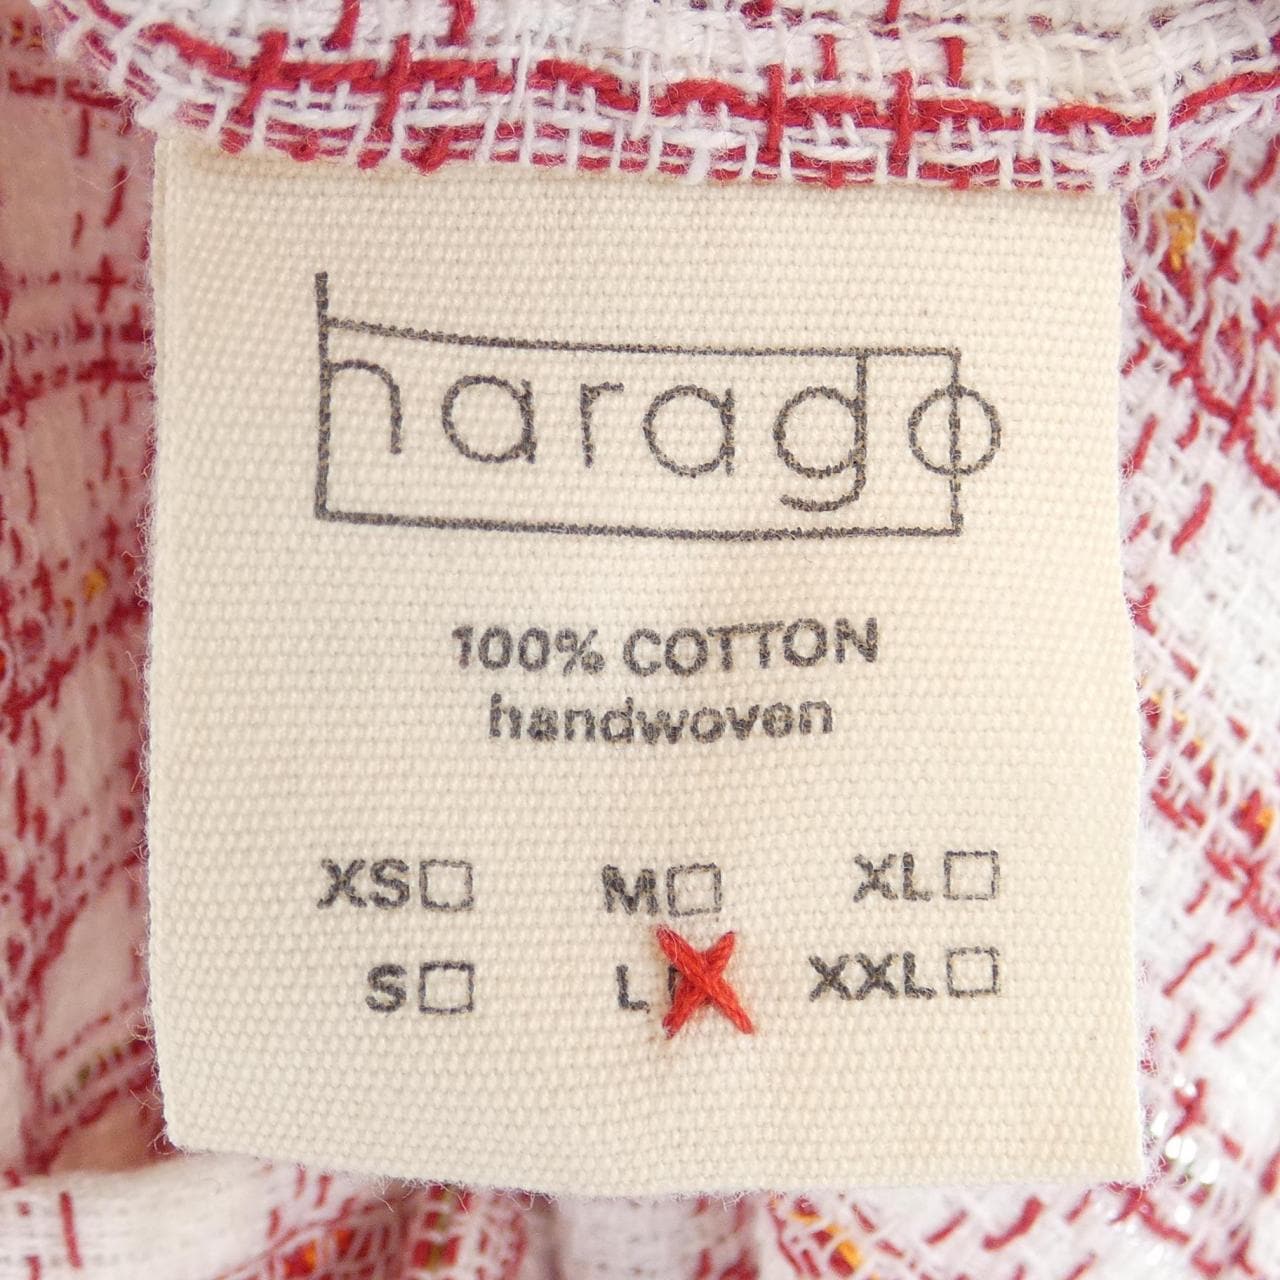 harago
100% COTTON
handwoven
XS M XL
S L XXL